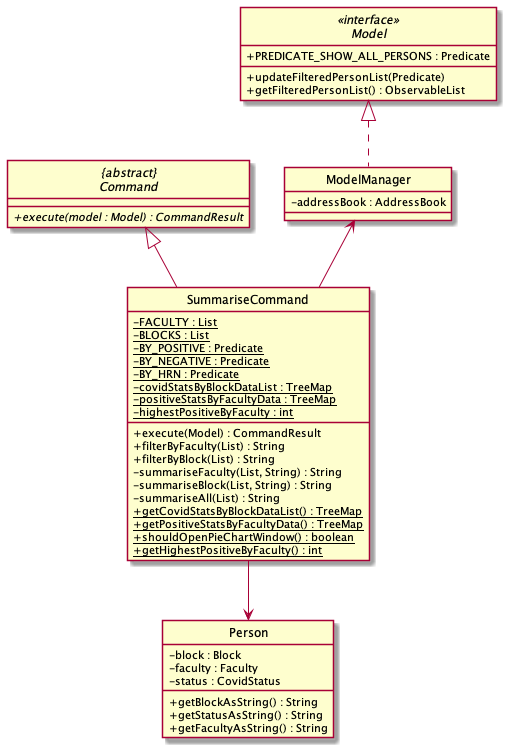 «interface»
Model
+PREDICATE_SHOW_ALL_PERSONS : Predicate
+updateFilteredPersonList(Predicate)
+getFilteredPersonList() : ObservableList
{abstract}
Command
+execute(model : Model) : CommandResult
ModelManager
-addressBook : AddressBook
SummariseCommand
-FACULTY : List
-BLOCKS : List
-BY_POSITIVE : Predicate
-BY_NEGATIVE : Predicate
-BY_HRN : Predicate
-covidStatsByBlockDataList : TreeMap
-positiveStatsByFacultyData : TreeMap
-highestPositiveByFaculty : int
+execute(Model) : CommandResult
+filterByFaculty(List) : String
+filterByBlock(List) : String
-summariseFaculty(List, String) : String
-summariseBlock(List, String) : String
-summariseAll(List) : String
+getCovidStatsByBlockDataList() : TreeMap
+getPositiveStatsByFacultyData() : TreeMap
+shouldOpenPieChartWindow() : boolean
+getHighestPositiveByFaculty() : int
Person
-block : Block
-faculty : Faculty
-status : CovidStatus
+getBlockAsString() : String
+getStatusAsString() : String
+getFacultyAsString() : String